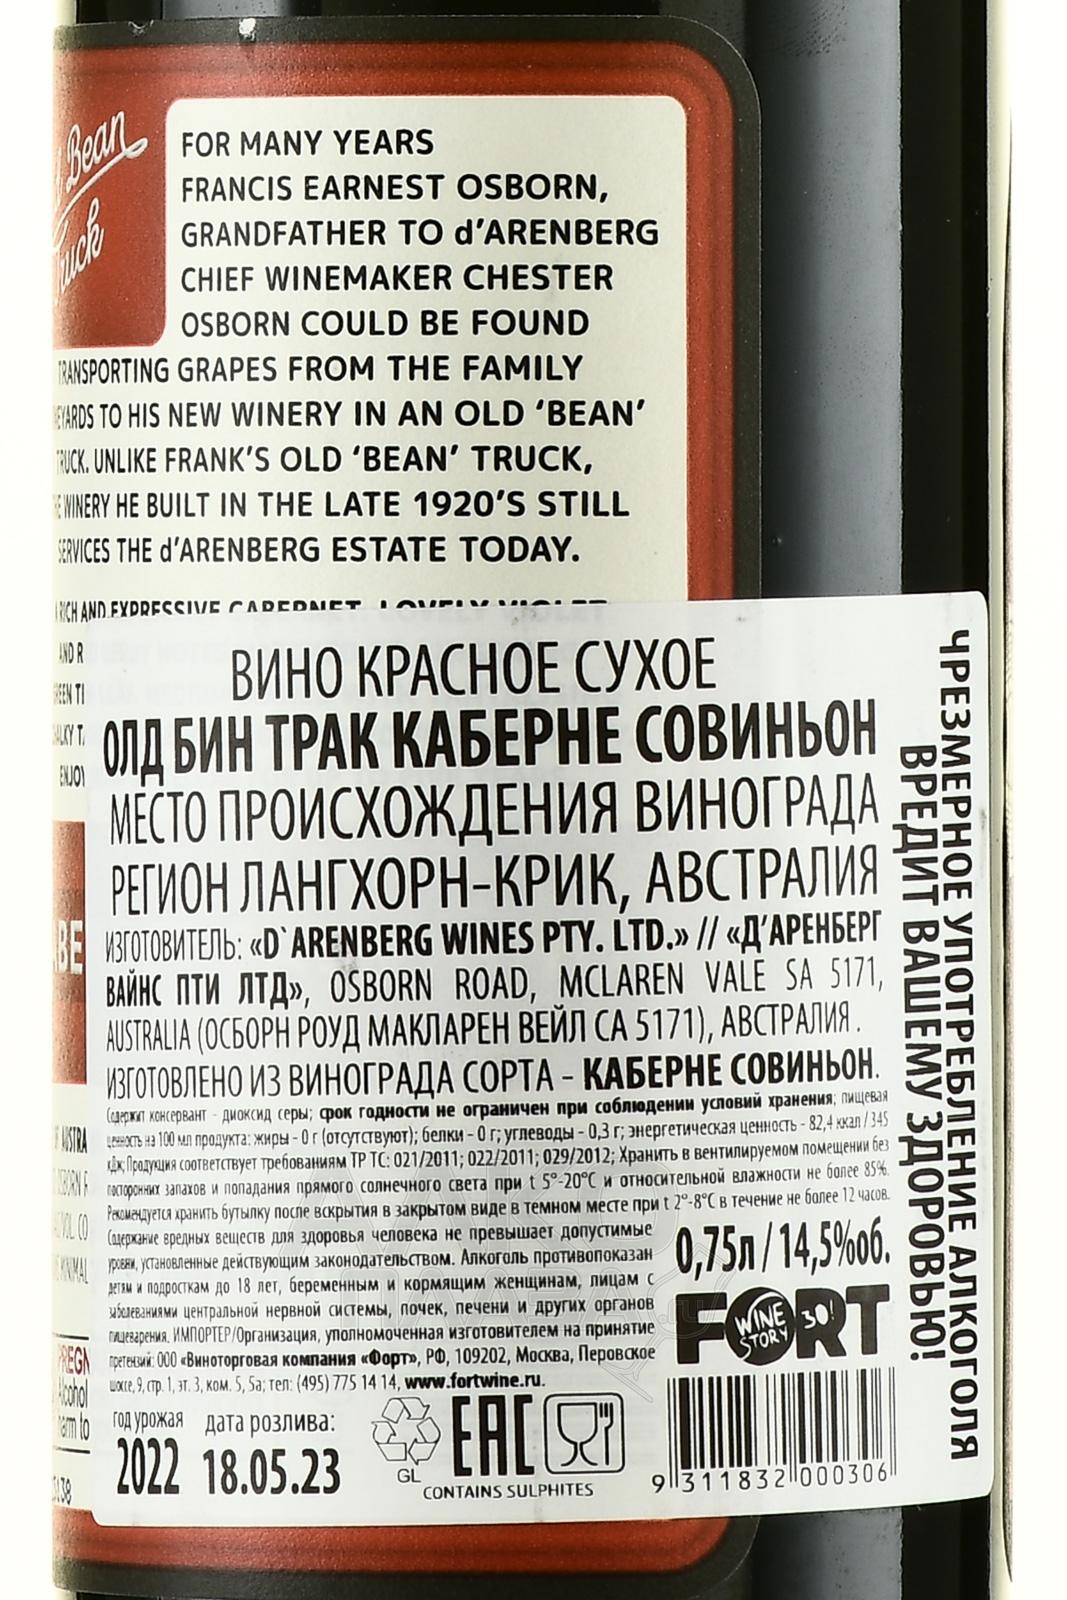 Bean
Truck
FOR MANY YEARS
FRANCIS EARNEST OSBORN,
GRANDFATHER TO d'ARENBERG
CHIEF WINEMAKER CHESTER
OSBORN COULD BE FOUND
TRANSPORTING GRAPES FROM THE FAMILY
TO HIS NEW WINERY IN AN OLD 'BEAN'
TRUCK. UNLIKE FRANK'S OLD 'BEAN' TRUCK,
WINERY HE BUILT IN THE LATE 1920'S STILL
SERVICES THE d'ARENBERG ESTATE TODAY.
RICH AND EXPRESSIVE CABERNET. LOVELY VIOLET
ВИНО КРАСНОЕ СУХОЕ
ОЛД БИН ТРАК КАБЕРНЕ СОВИНЬОН
МЕСТО ПРОИСХОЖДЕНИЯ ВИНОГРАДА
РЕГИОН ЛАНГХОРН-КРИК, АВСТРАЛИЯ
ИЗГОТОВИТЕЛЬ: «D`ARENBERG WINES PTY. LTD.» // «Д'АРЕНБЕРГ
ВАЙНС ПТИ ЛТД», OSBORN ROAD, MCLAREN VALE SA 5171,
AUSTRALIA (ОСБОРН РОУД МАКЛАРЕН ВЕЙЛ СА 5171), АВСТРАЛИЯ .
ИЗГОТОВЛЕНО ИЗ ВИНОГРАДА СОРТА - КАБЕРНЕ СОВИНЬОН.
Содержит консервант - диоксид серы; срок годности не ограничен при соблюдении условий хранения; пищевая
ценность на 100 мл продукта: жиры - 0 г (отсутствуют); белки - 0 г; углеводы - 0,3 г; энергетическая ценность - 82,4 ккал / 345
кДж; Продукция соответствует требованиям ТР ТС: 021/2011; 022/2011; 029/2012; Хранить в вентилируемом помещении без
посторонних запахов и попадания прямого солнечного света при t 5°-20°C и относительной влажности не более 85%.
Рекомендуется хранить бутылку после вскрытия в закрытом виде в темном месте при t 2°-8°C в течение не более 12 часов.
Содержание вредных веществ для здоровья человека не превышает допустимые
уровни, установленные действующим законодательством. Алкоголь противопоказан
детям и подросткам до 18 лет, беременным и кормящим женщинам, лицам с
заболеваниями центральной нервной системы, почек, печени и других органов
пищеварения. ИМПОРТЕР/Организация, уполномоченная изготовителем на принятие
претензий: ООО «Виноторговая компания «Форт», РФ, 109202, Москва, Перовское
шоссе, 9, стр. 1, эт. 3, ком. 5, 5а; тел: (495) 775 14 14, www.fortwine.ru.
0,75л / 14,5%об.
FORT
WINE STORY 30!
год урожая
2022
дата розлива:
18.05.23
GL
EAC
CONTAINS SULPHITES
9 311832 000306
ЧРЕЗМЕРНОЕ УПОТРЕБЛЕНИЕ АЛКОГОЛЯ
ВРЕДИТ ВАШЕМУ ЗДОРОВЬЮ!